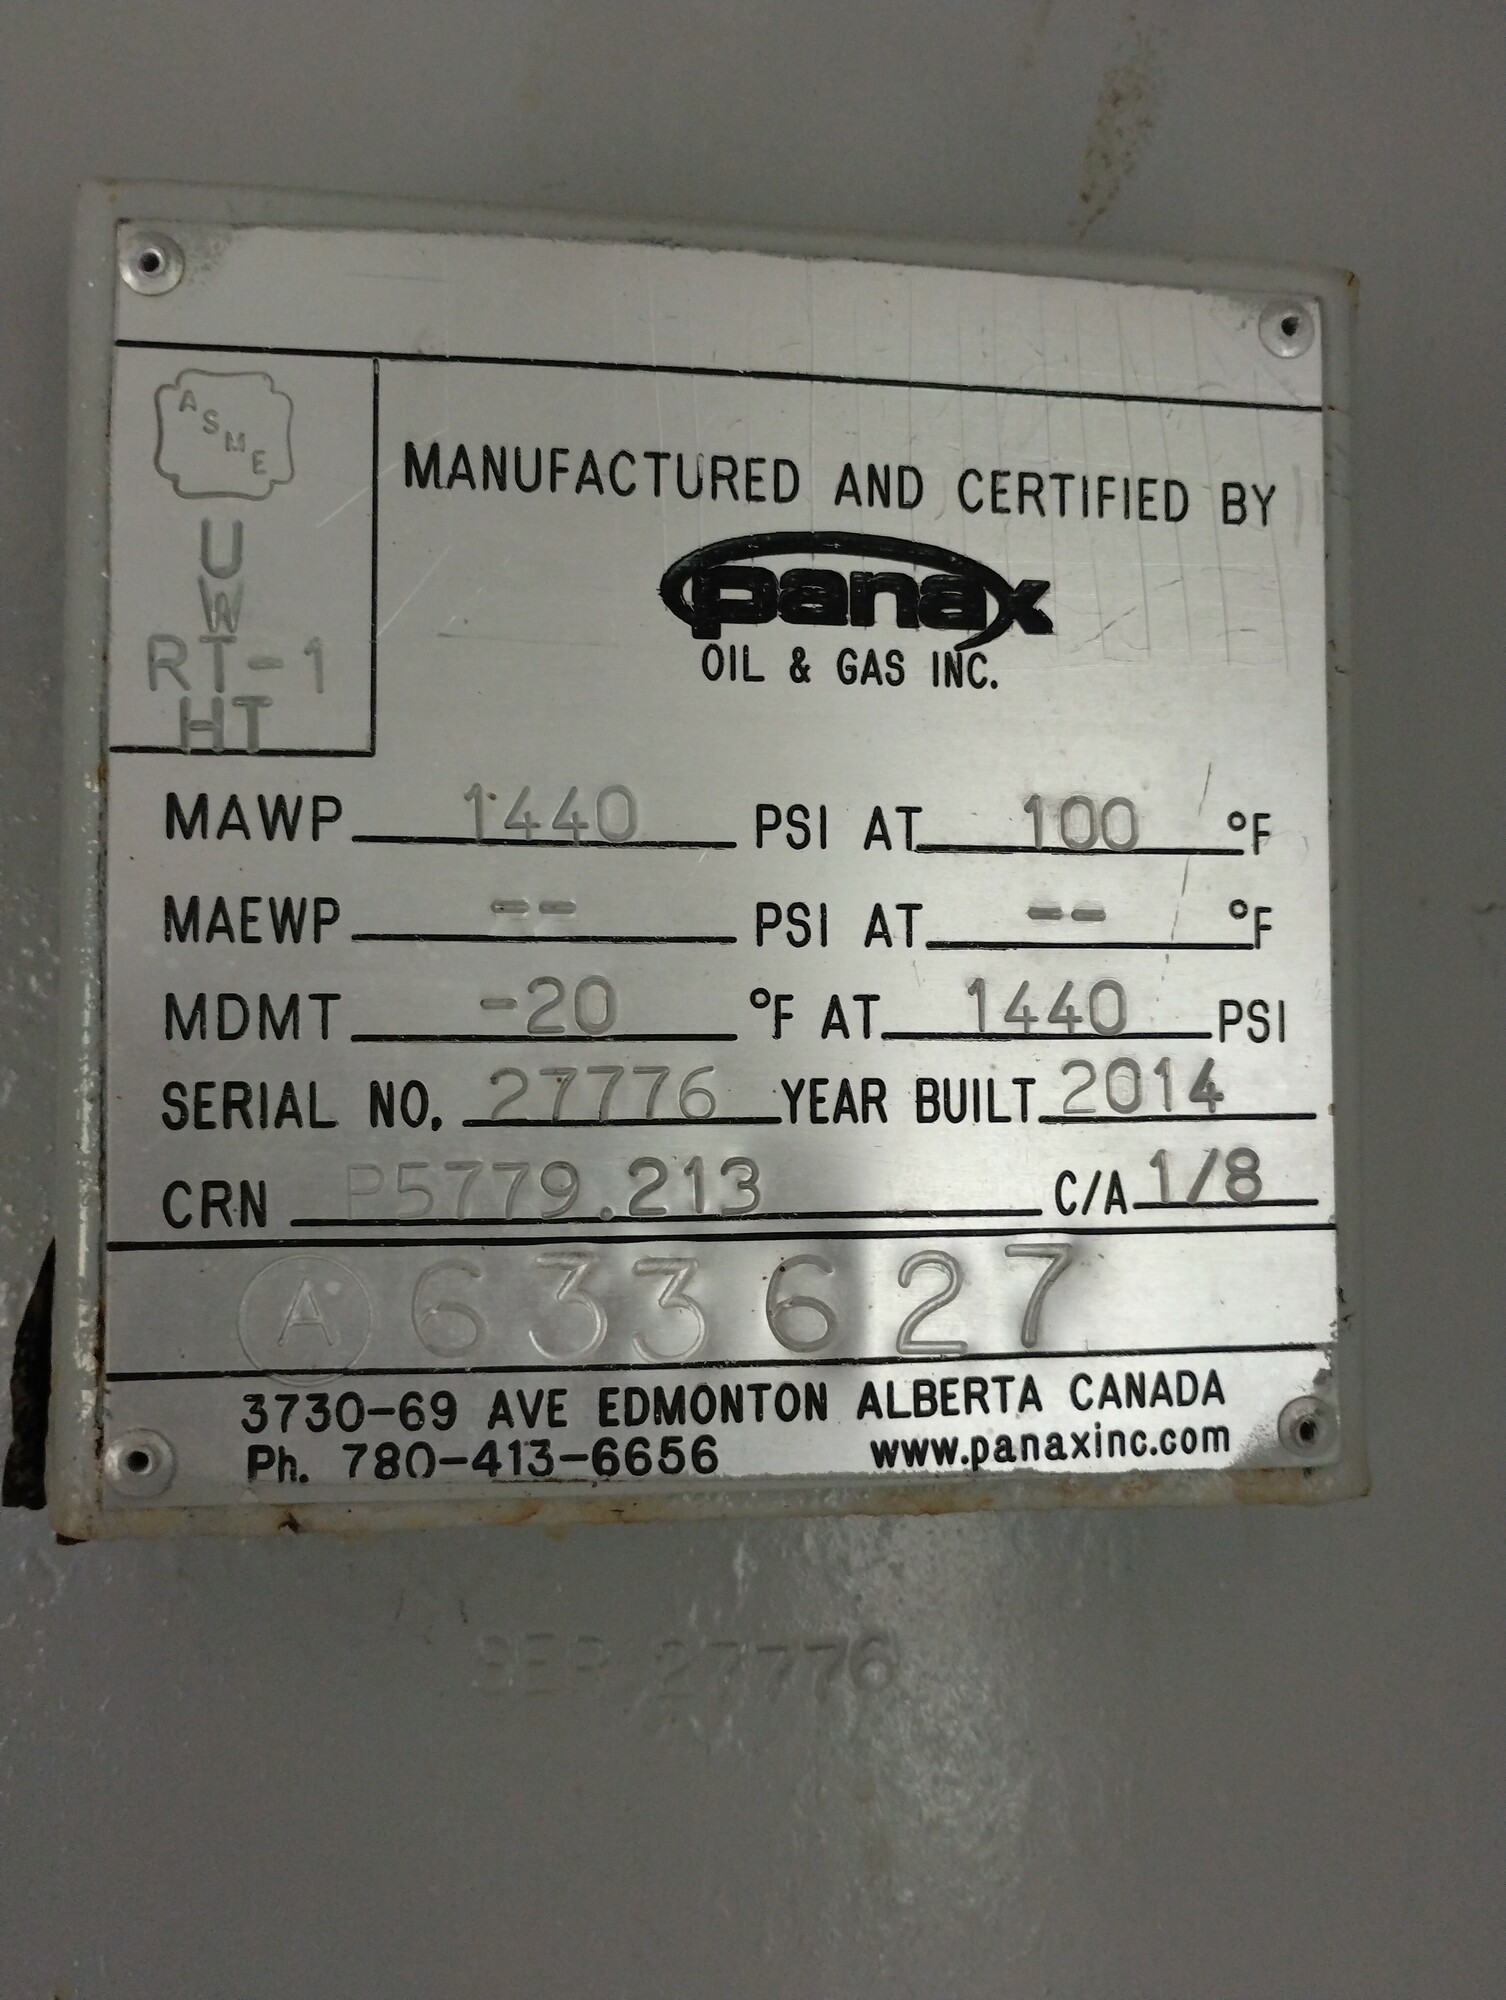 ASME
U
W
RT-1
HT
MANUFACTURED AND CERTIFIED BY
panax
OIL & GAS INC.
MAWP 1440 PSI AT 100 °F
MAEWP -- PSI AT -- °F
MDMT -20 °F AT 1440 PSI
SERIAL NO. 27776 YEAR BUILT 2014
CRN P5779.213 C/A 1/8
A 633627
3730-69 AVE EDMONTON ALBERTA CANADA
Ph. 780-413-6656 www.panaxinc.com
SER 27776